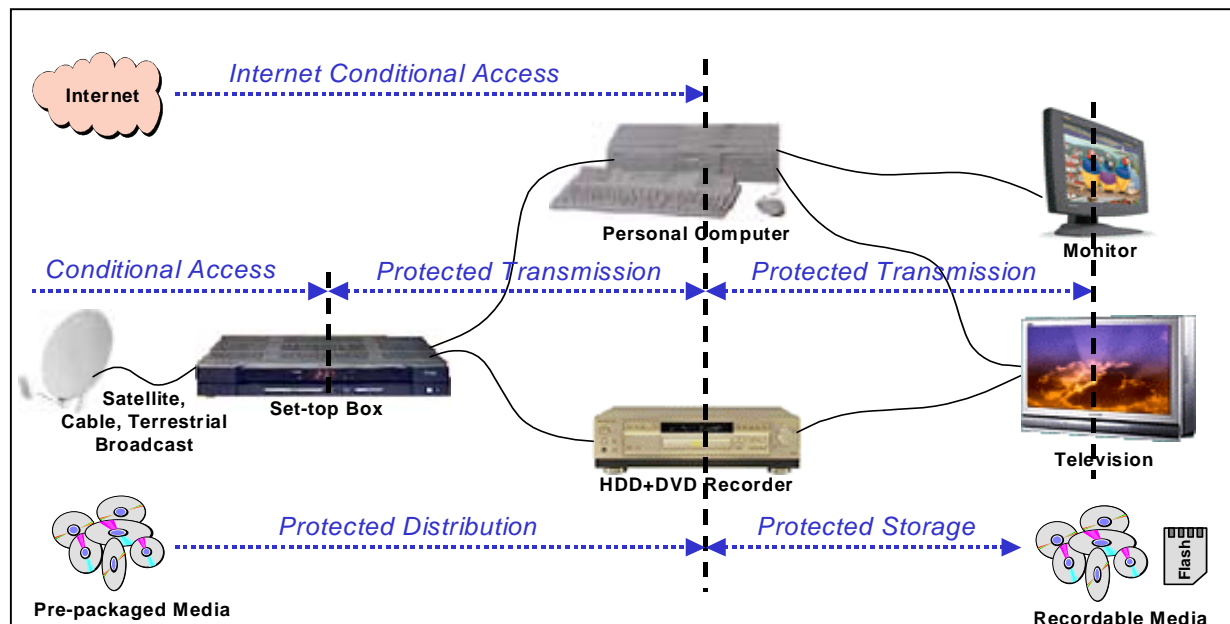 Internet Conditional Access
Internet
Personal Computer
Monitor
Conditional Access
Protected Transmission
Protected Transmission
Satellite,
Cable, Terrestrial
Broadcast
Set-top Box
HDD+DVD Recorder
Television
Protected Distribution
Protected Storage
Flash
Pre-packaged Media
Recordable Media